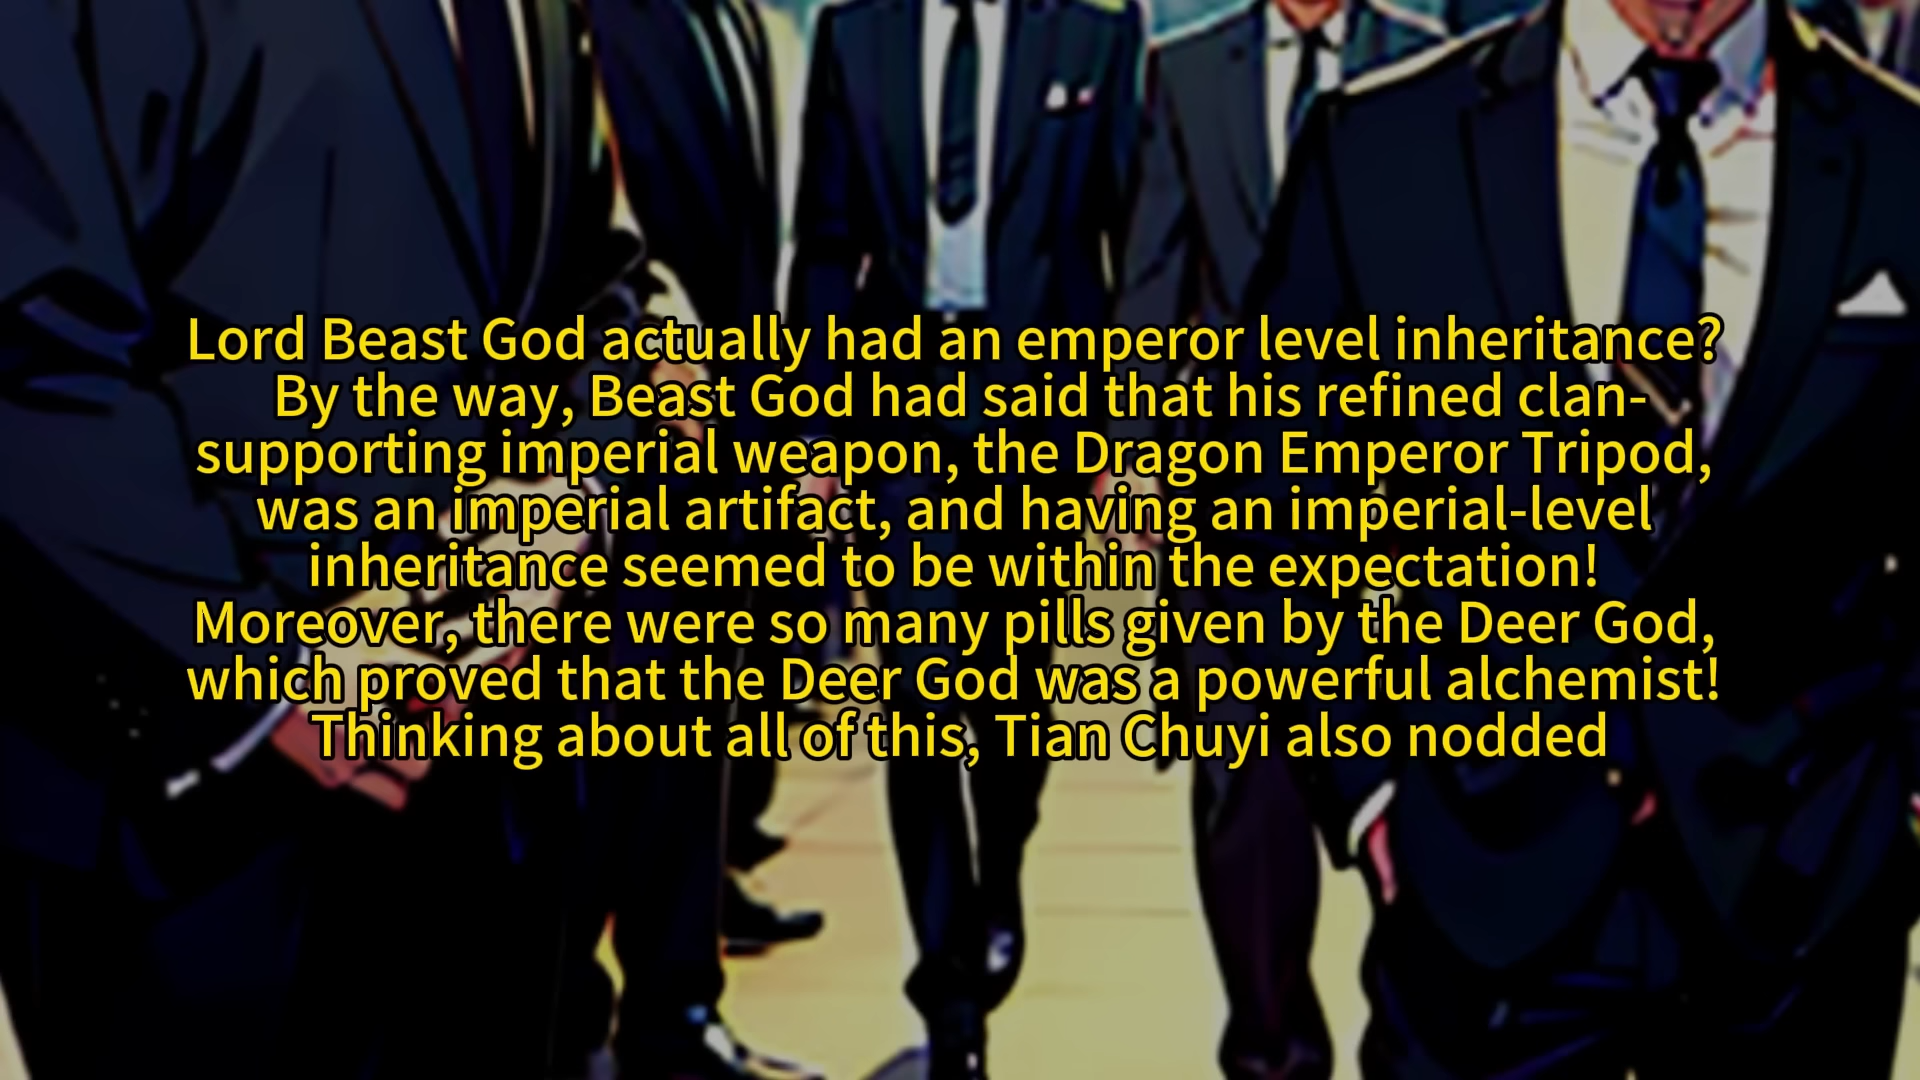 Lord Beast God actually had an emperor level inheritance?
By the way, Beast God had said that his refined clan-
supporting imperial weapon, the Dragon Emperor Tripod,
was an imperial artifact, and having an imperial-level
inheritance seemed to be within the expectation!
Moreover, there were so many pills given by the Deer God,
which proved that the Deer God was a powerful alchemist!
Thinking about all of this, Tian Chuyi also nodded